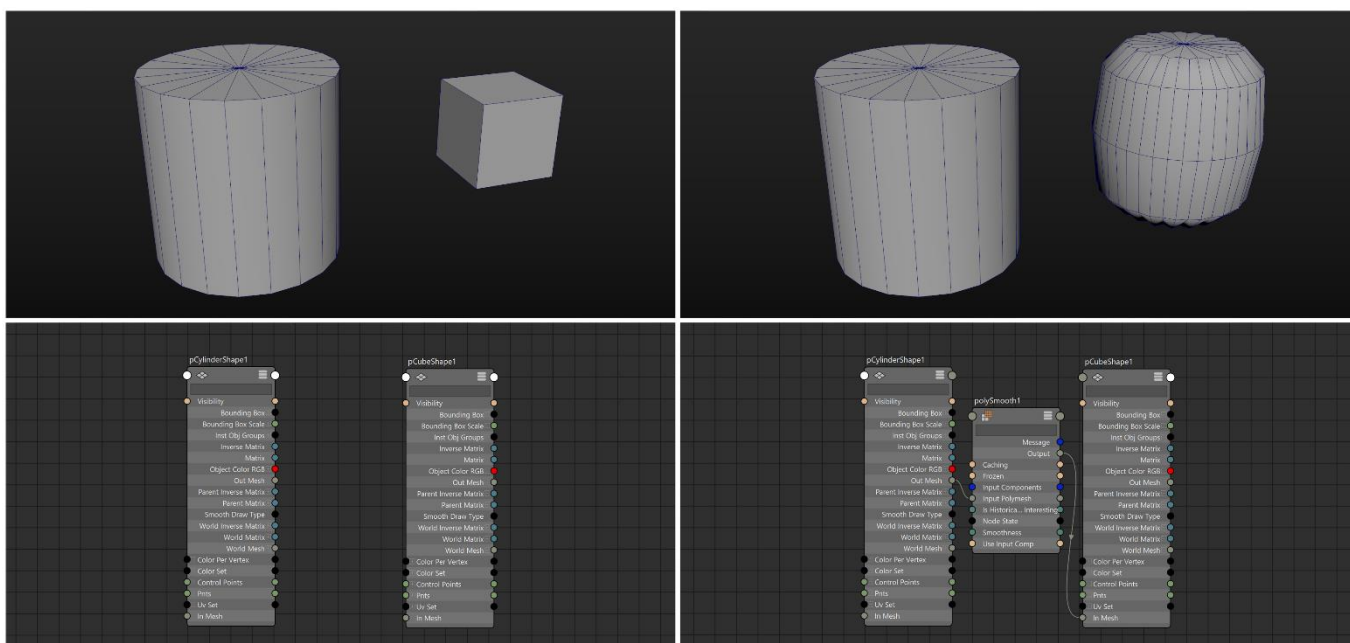 pCylinderShape1
Visibility
Bounding Box
Bounding Box Scale
Inst Obj Groups
Inverse Matrix
Matrix
Object Color RGB
Out Mesh
Parent Inverse Matrix
Parent Matrix
Smooth Draw Type
World Inverse Matrix
World Matrix
World Mesh
Color Per Vertex
Color Set
Control Points
Pnts
Uv Set
In Mesh
pCubeShape1
Visibility
Bounding Box
Bounding Box Scale
Inst Obj Groups
Inverse Matrix
Matrix
Object Color RGB
Out Mesh
Parent Inverse Matrix
Parent Matrix
Smooth Draw Type
World Inverse Matrix
World Matrix
World Mesh
Color Per Vertex
Color Set
Control Points
Pnts
Uv Set
In Mesh
pCylinderShape1
Visibility
Bounding Box
Bounding Box Scale
Inst Obj Groups
Inverse Matrix
Matrix
Object Color RGB
Out Mesh
Parent Inverse Matrix
Parent Matrix
Smooth Draw Type
World Inverse Matrix
World Matrix
World Mesh
Color Per Vertex
Color Set
Control Points
Pnts
Uv Set
In Mesh
polySmooth1
Message
Output
Caching
Frozen
Input Components
Input Polymesh
Is Historica... Interesting
Node State
Smoothness
Use Input Comp
pCubeShape1
Visibility
Bounding Box
Bounding Box Scale
Inst Obj Groups
Inverse Matrix
Matrix
Object Color RGB
Out Mesh
Parent Inverse Matrix
Parent Matrix
Smooth Draw Type
World Inverse Matrix
World Matrix
World Mesh
Color Per Vertex
Color Set
Control Points
Pnts
Uv Set
In Mesh